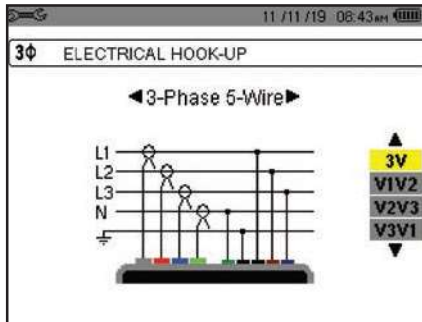 11/11/19 08:43AM
3ϕ ELECTRICAL HOOK-UP
◄3-Phase 5-Wire►
L1
L2
L3
N
3V
V1V2
V2V3
V3V1